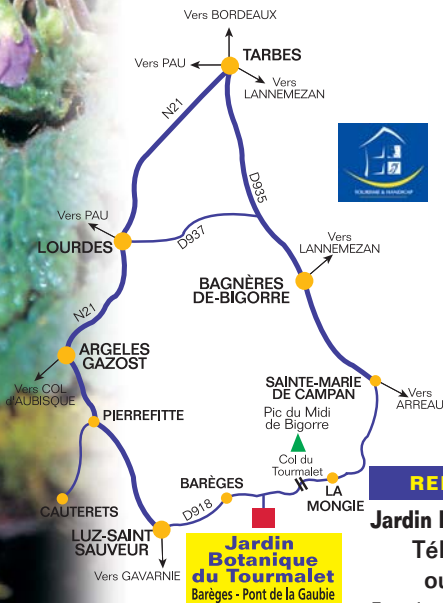 Vers BORDEAUX
TARBES
Vers PAU
Vers
LANNEMEZAN
N21
D935
TOURISME & HANDICAP
Vers PAU
D937
LOURDES
Vers
LANNEMEZAN
BAGNÈRES
DE-BIGORRE
N21
ARGELES
GAZOST
Vers COL
d'AUBISQUE
SAINTE-MARIE
DE CAMPAN
Vers
ARREAU
PIERREFITTE
Pic du Midi
de Bigorre
Col du
Tourmalet
BARÈGES
LA
MONGIE
CAUTERETS
D918
LUZ-SAINT
SAUVEUR
Vers GAVARNIE
Jardin
Botanique
du Tourmalet
Barèges - Pont de la Gaubie
Jardin
Tél
ou